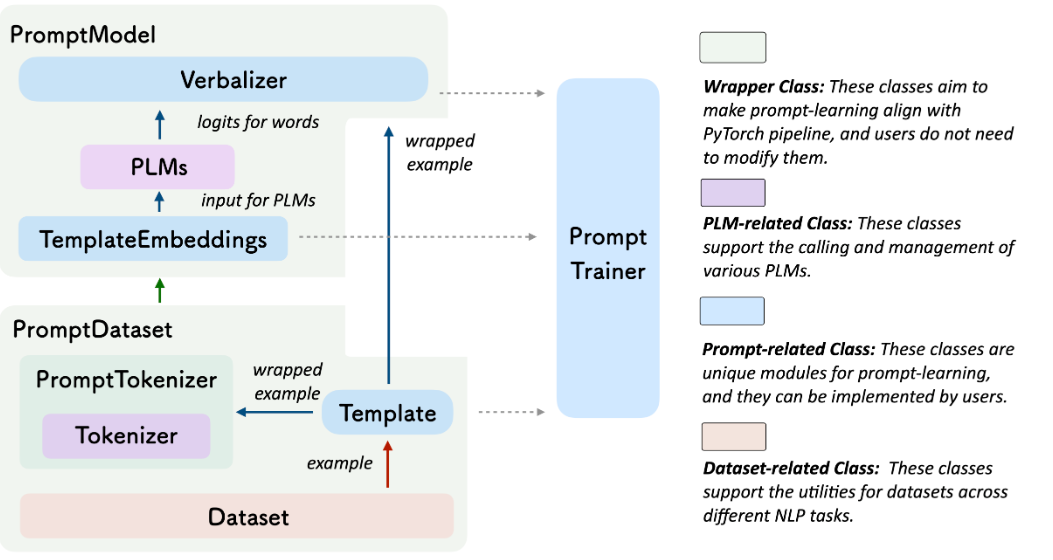 PromptModel
Verbalizer
logits for words
PLMs
input for PLMs
TemplateEmbeddings
wrapped
example
PromptDataset
PromptTokenizer
Tokenizer
wrapped
example
Template
example
Dataset
Prompt
Trainer
Wrapper Class: These classes aim to
make prompt-learning align with
PyTorch pipeline, and users do not need
to modify them.
PLM-related Class: These classes
support the calling and management of
various PLMs.
Prompt-related Class: These classes are
unique modules for prompt-learning,
and they can be implemented by users.
Dataset-related Class: These classes
support the utilities for datasets across
different NLP tasks.